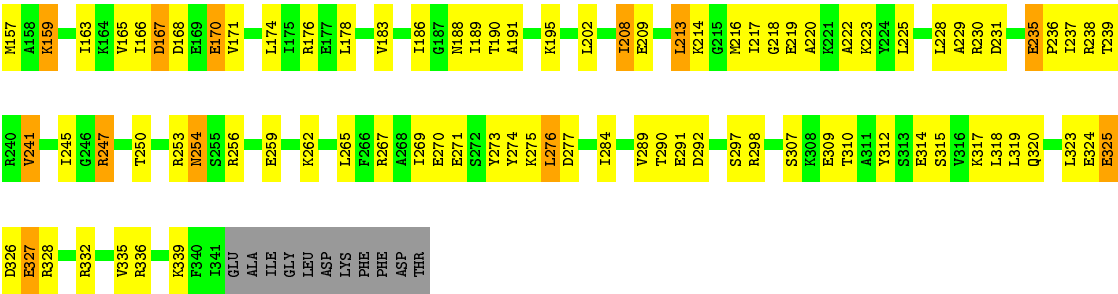 M157 A158 K159 I163 K164 V165 I166 D167 D168 E169 E170 V171 L174 I175 R176 E177 L178 V183 I186 G187 N188 I189 T190 A191 K195 L202 I208 E209 L213 K214 G215 M216 I217 G218 E219 A220 K221 A222 K223 Y224 L225 L228 A229 R230 D231 E235 P236 I237 R238 T239
R240 V241 I245 G246 R247 T250 R253 N254 S255 R256 E259 K262 L265 F266 R267 A268 I269 E270 E271 S272 Y273 Y274 K275 L276 D277 I284 V289 T290 E291 D292 S297 R298 S307 K308 E309 T310 A311 Y312 S313 E314 S315 V316 K317 L318 L319 Q320 L323 E324 E325
D326 E327 R328 R332 V335 R336 K339 F340 I341 GLU ALA ILE GLY LEU ASP LYS PHE PHE ASP THR